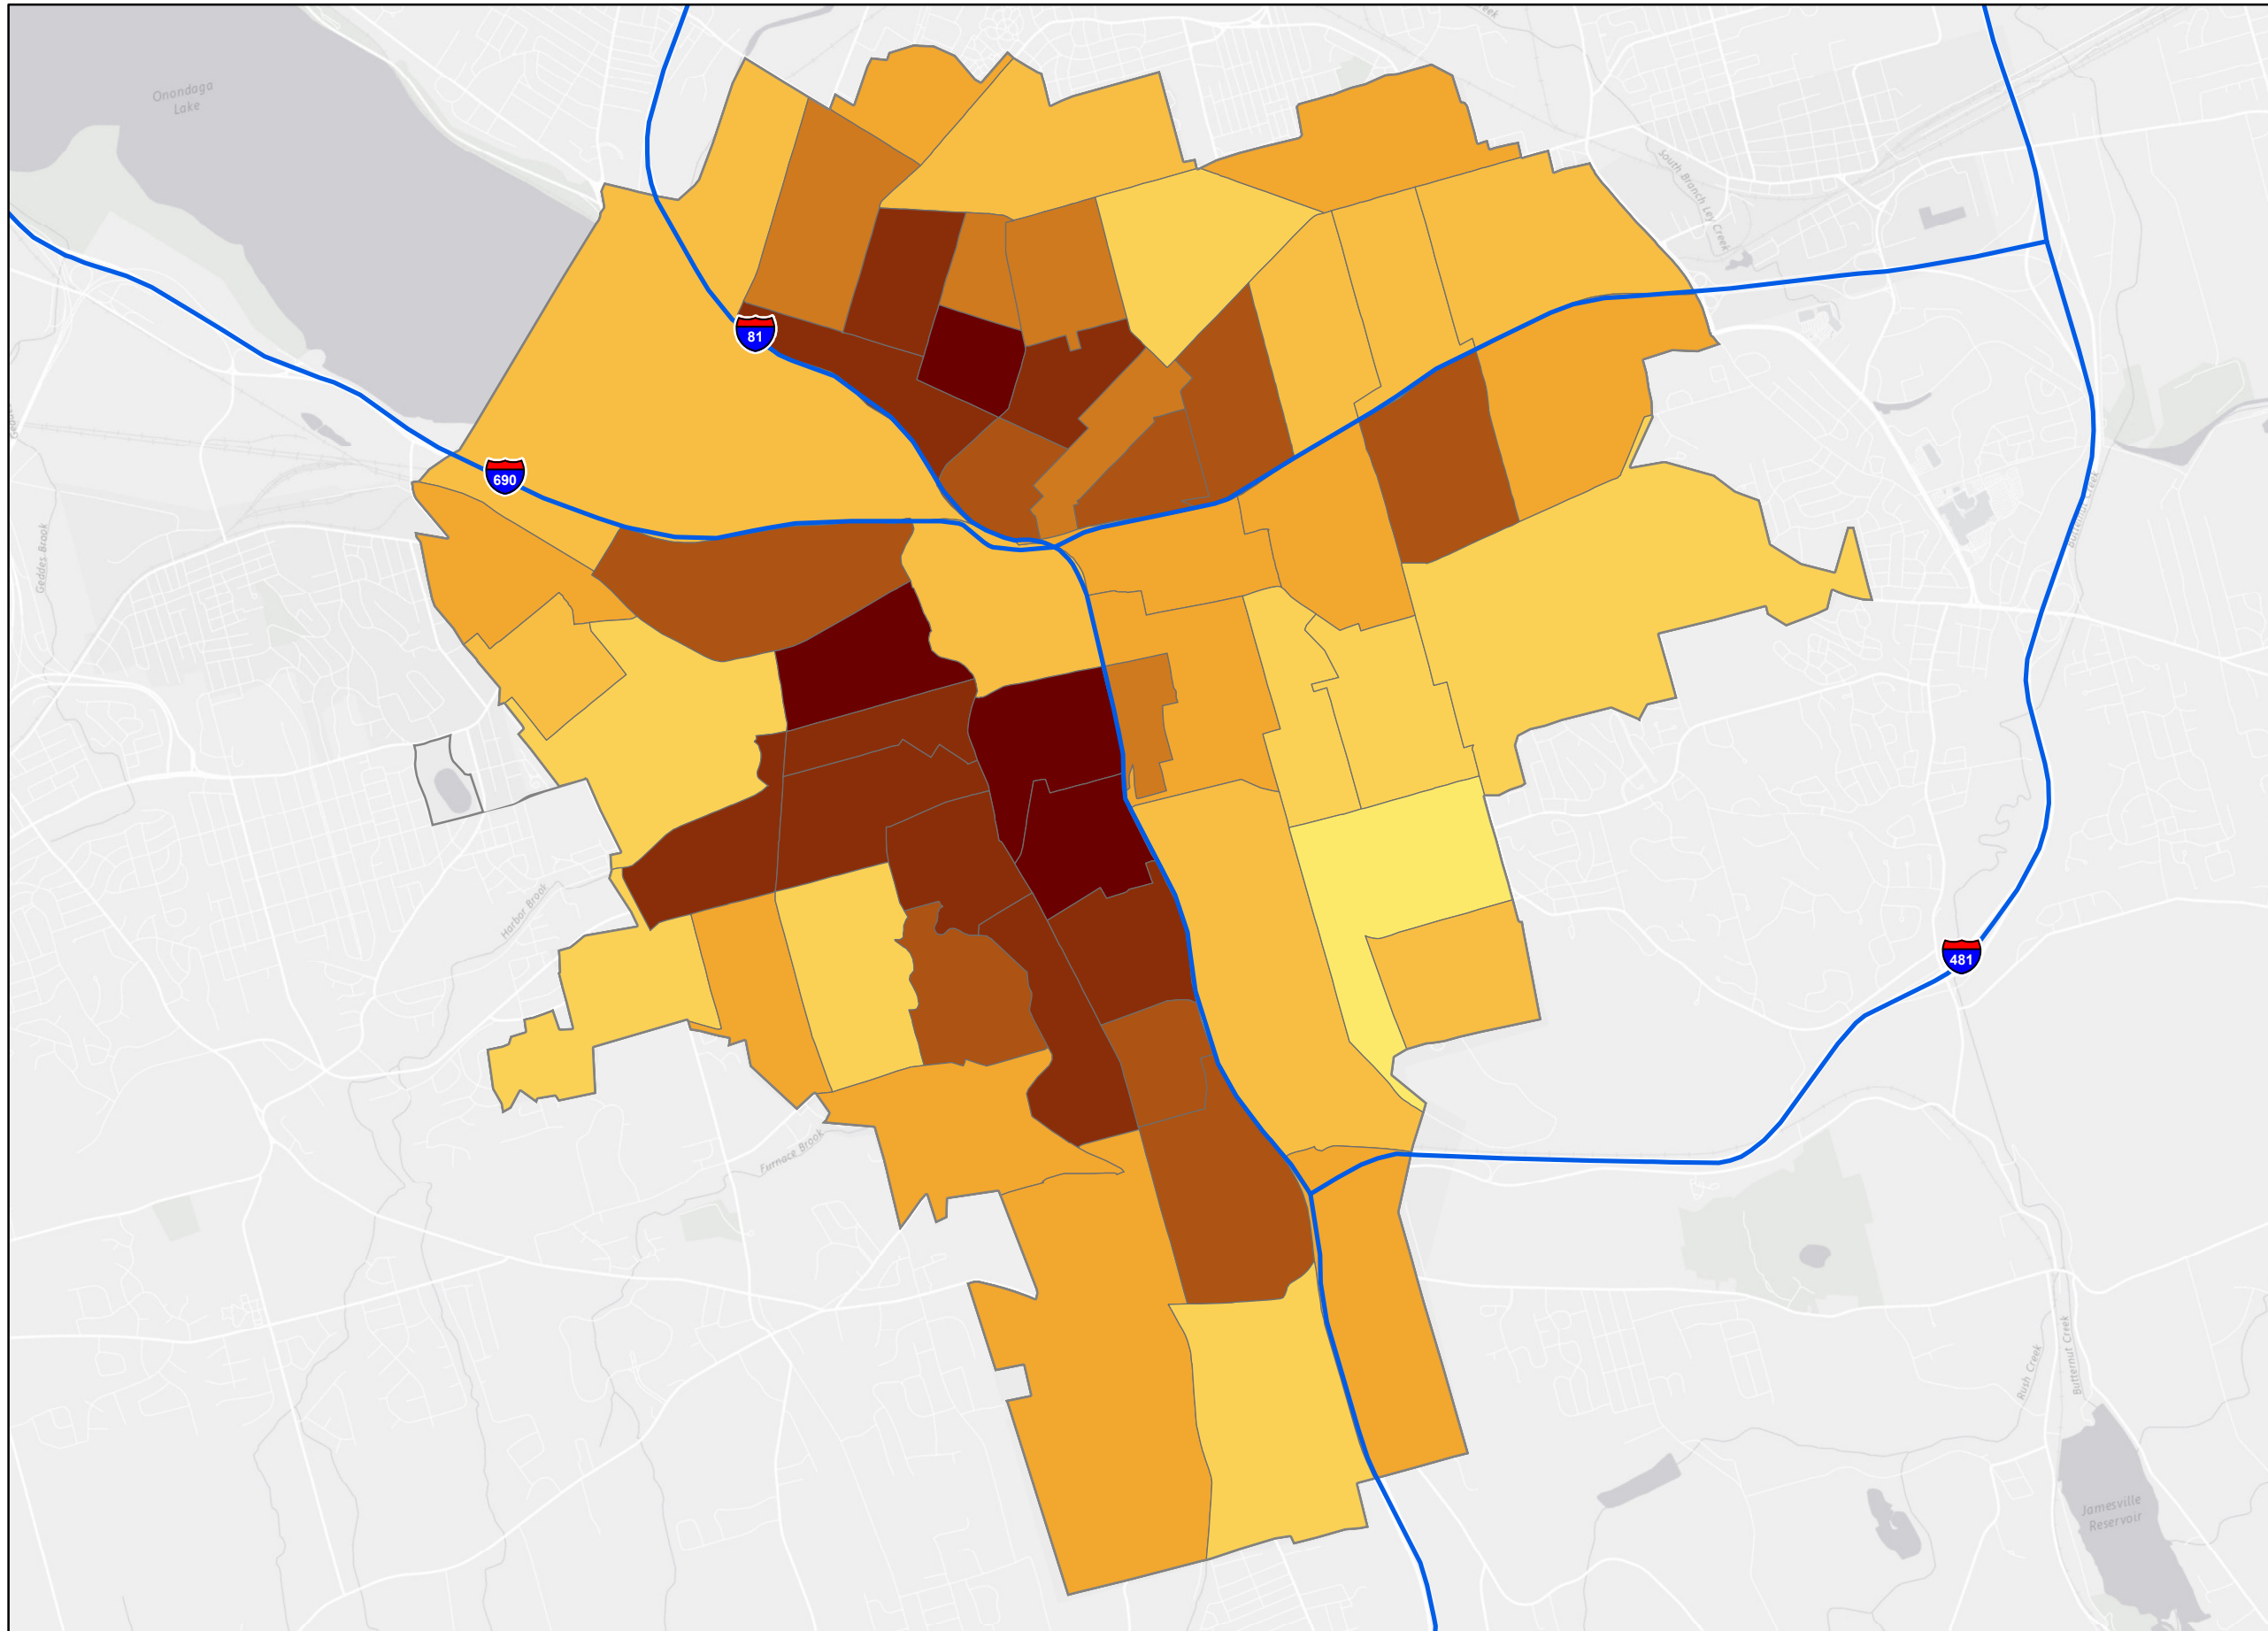 Creek
Onondaga
Lake
South Branch Ley Creek
81
690
Geddes Brook
Harbor Brook
481
Furnace Brook
Rush Creek
Butternut Creek
Jamesville
Reservoir